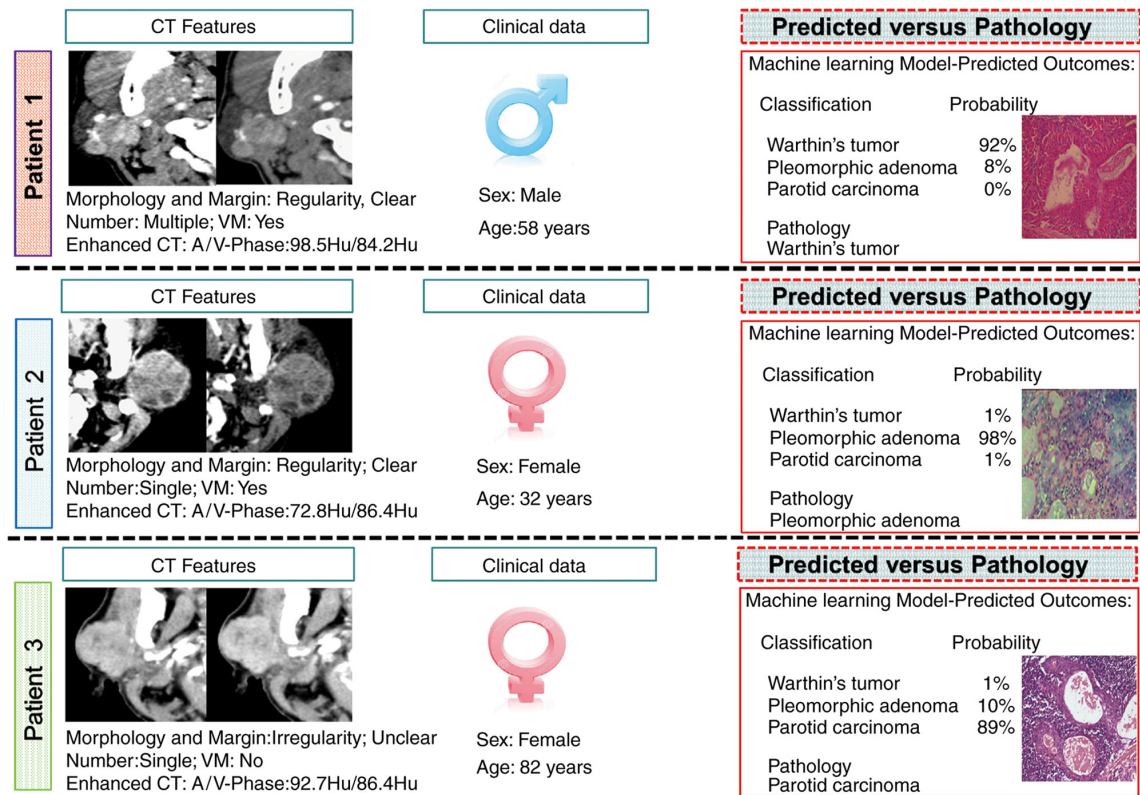 CT Features
Clinical data
Predicted versus Pathology
Patient 1
Morphology and Margin: Regularity, Clear
Number: Multiple; VM: Yes
Enhanced CT: A/V-Phase:98.5Hu/84.2Hu
Sex: Male
Age:58 years
Machine learning Model-Predicted Outcomes:
Classification Probability
Warthin's tumor 92%
Pleomorphic adenoma 8%
Parotid carcinoma 0%
Pathology
Warthin's tumor
CT Features
Clinical data
Predicted versus Pathology
Patient 2
Morphology and Margin: Regularity; Clear
Number:Single; VM: Yes
Enhanced CT: A/V-Phase:72.8Hu/86.4Hu
Sex: Female
Age: 32 years
Machine learning Model-Predicted Outcomes:
Classification Probability
Warthin's tumor 1%
Pleomorphic adenoma 98%
Parotid carcinoma 1%
Pathology
Pleomorphic adenoma
CT Features
Clinical data
Predicted versus Pathology
Patient 3
Morphology and Margin:Irregularity; Unclear
Number:Single; VM: No
Enhanced CT: A/V-Phase:92.7Hu/86.4Hu
Sex: Female
Age: 82 years
Machine learning Model-Predicted Outcomes:
Classification Probability
Warthin's tumor 1%
Pleomorphic adenoma 10%
Parotid carcinoma 89%
Pathology
Parotid carcinoma